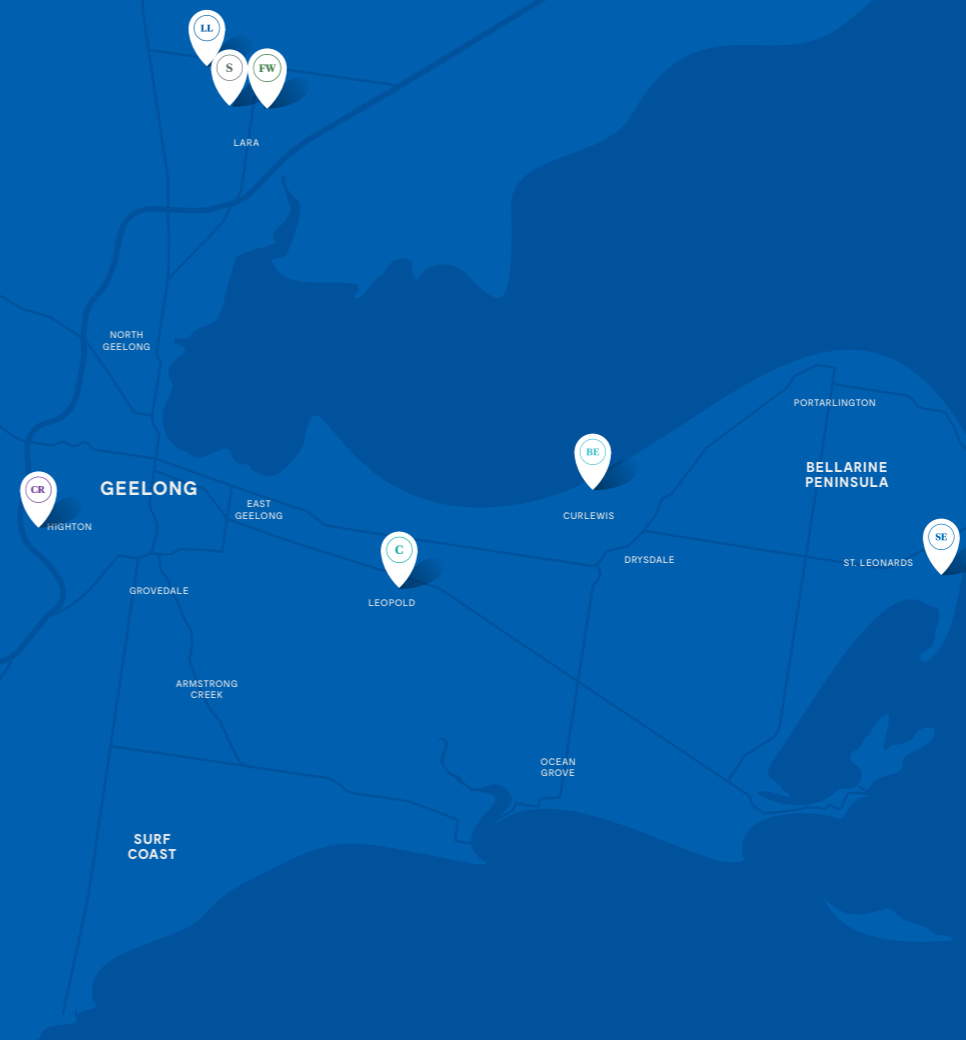 LL
S
FW
LARA
NORTH
GEELONG
PORTARLINGTON
BE
BELLARINE
PENINSULA
CR
GEELONG
EAST
GEELONG
HIGHTON
CURLEWIS
SE
C
DRYSDALE
ST. LEONARDS
GROVEDALE
LEOPOLD
ARMSTRONG
CREEK
OCEAN
GROVE
SURF
COAST